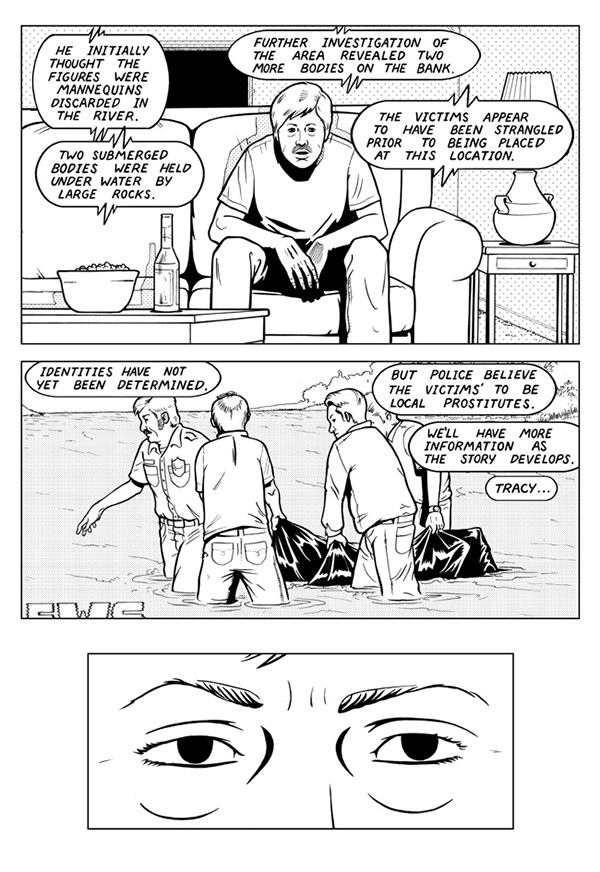 HE INITIALLY
THOUGHT THE
FIGURES WERE
MANNEQUINS
DISCARDED IN
THE RIVER.
TWO SUBMERGED
BODIES WERE HELD
UNDER WATER BY
LARGE ROCKS.
FURTHER INVESTIGATION OF
THE AREA REVEALED TWO
MORE BODIES ON THE BANK.
THE VICTIMS APPEAR
TO HAVE BEEN STRANGLED
PRIOR TO BEING PLACED
AT THIS LOCATION.
IDENTITIES HAVE NOT
YET BEEN DETERMINED.
BUT POLICE BELIEVE
THE VICTIMS' TO BE
LOCAL PROSTITUTES.
WE'LL HAVE MORE
INFORMATION AS
THE STORY DEVELOPS.
TRACY...